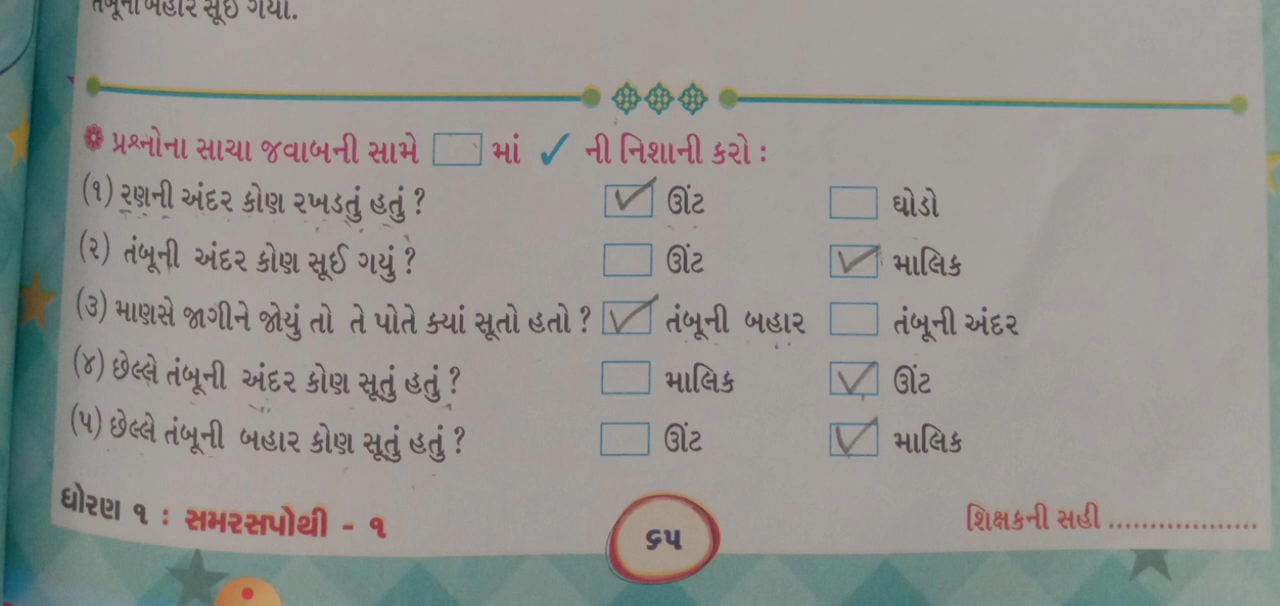 તંબૂની બહાર સૂઈ ગયા.
પ્રશ્નોના સાચા જવાબની સામે માં ✓ ની નિશાની કરો :
(૧) રણની અંદર કોણ રખડતું હતું ? ✓ ઊંટ ઘોડો
(૨) તંબૂની અંદર કોણ સૂઈ ગયું ? ઊંટ ✓ માલિક
(૩) માણસે જાગીને જોયું તો તે પોતે ક્યાં સૂતો હતો ? ✓ તંબૂની બહાર તંબૂની અંદર
(૪) છેલ્લે તંબૂની અંદર કોણ સૂતું હતું ? માલિક ✓ ઊંટ
(૫) છેલ્લે તંબૂની બહાર કોણ સૂતું હતું ? ઊંટ ✓ માલિક
ધોરણ ૧ : સમરસપોથી - ૧ ૬૫ શિક્ષકની સહી ..................